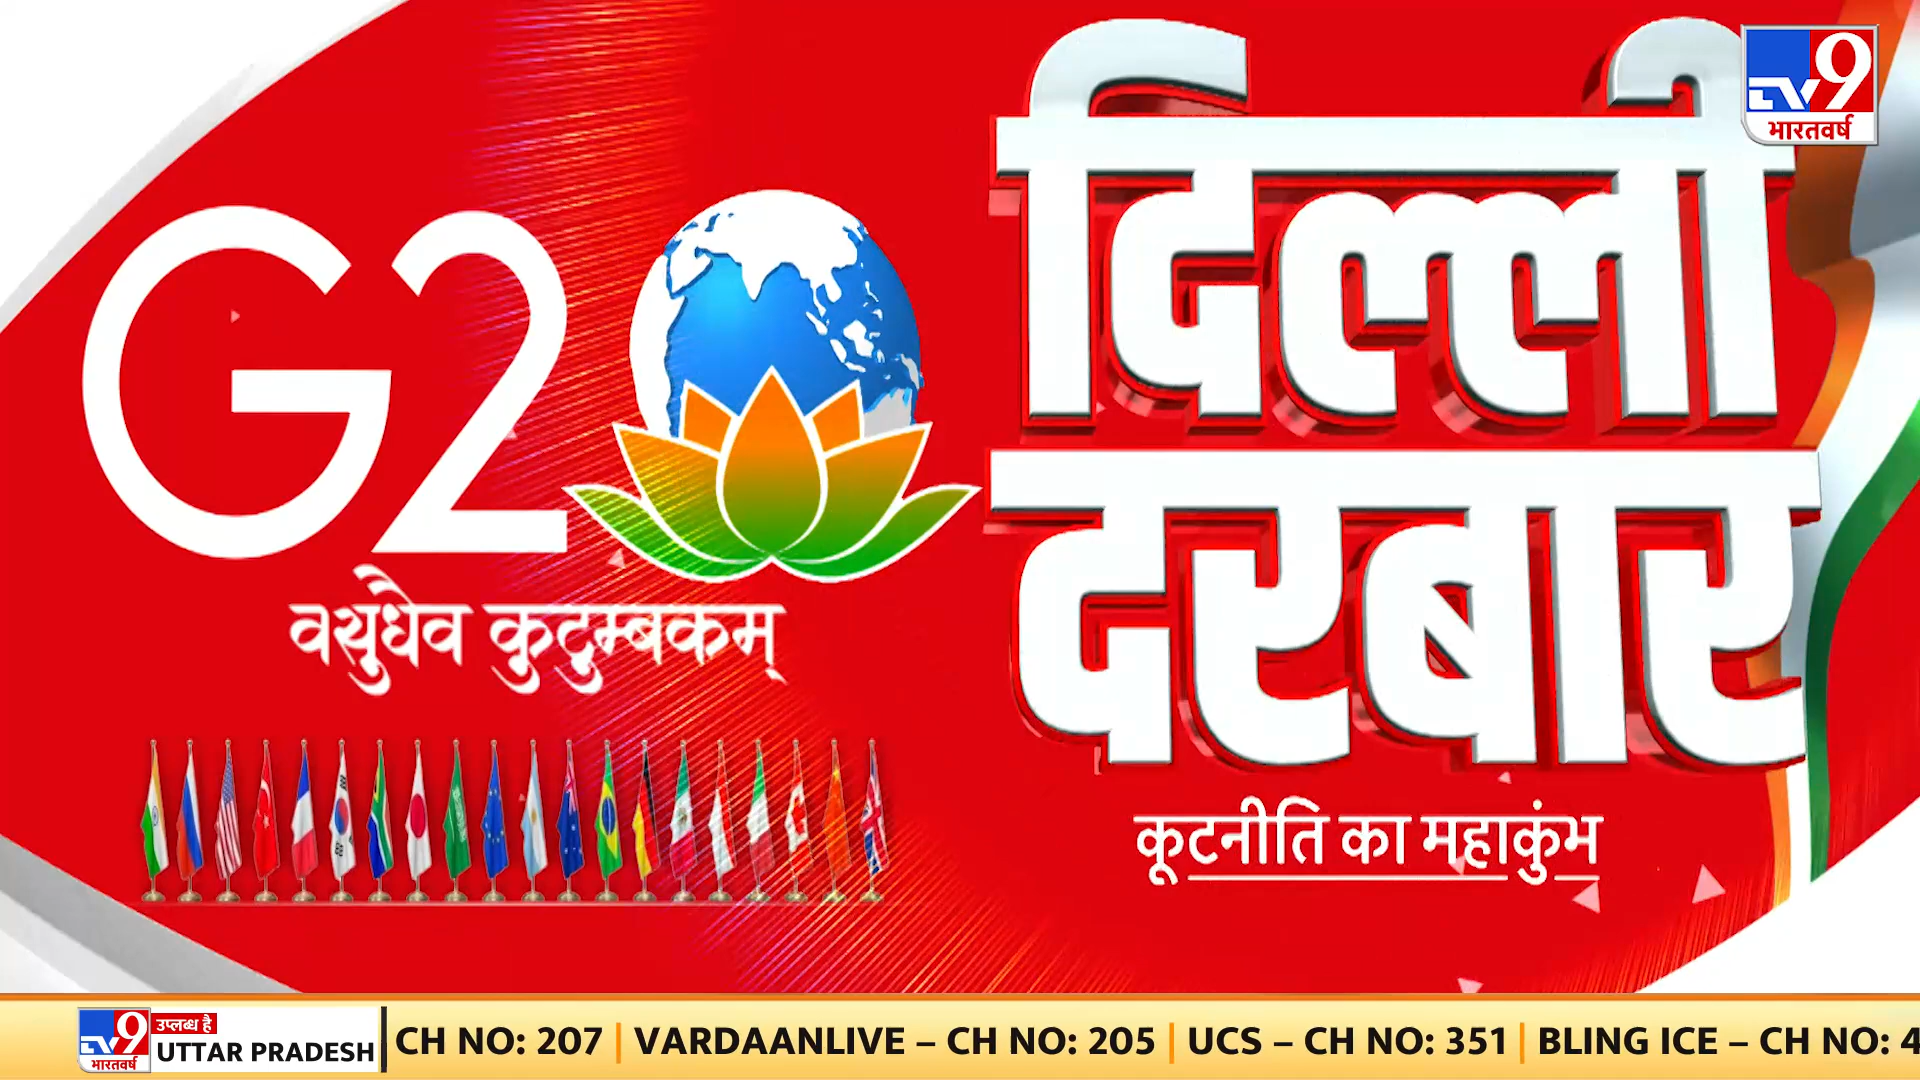 G20
वसुधैव कुटुम्बकम्
दिल्ली
दरबार
कूटनीति का महाकुंभ
TV9
भारतवर्ष
TV9
भारतवर्ष
उपलब्ध है
UTTAR PRADESH
CH NO: 207 | VARDAANLIVE – CH NO: 205 | UCS – CH NO: 351 | BLING ICE – CH NO: 4